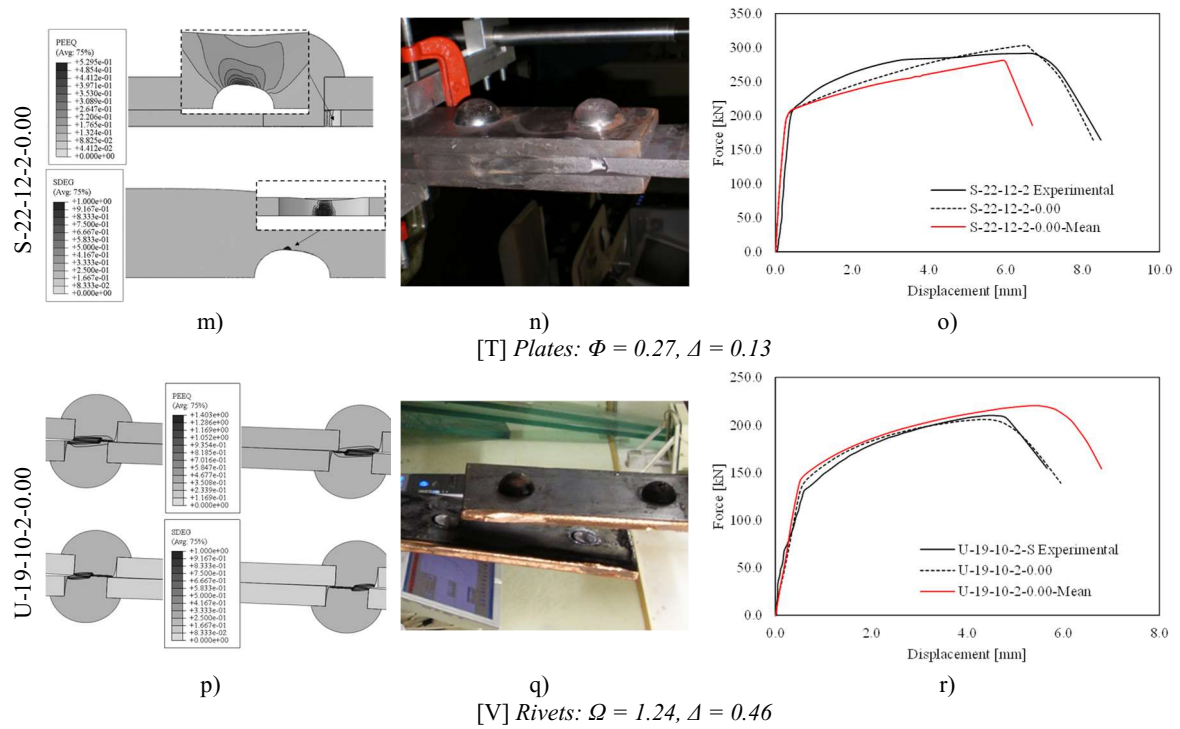 S-22-12-2-0.00
PEEQ
(Avg: 75%)
+5.295e-01
+4.854e-01
+4.412e-01
+3.971e-01
+3.530e-01
+3.089e-01
+2.647e-01
+2.206e-01
+1.765e-01
+1.324e-01
+8.825e-02
+4.412e-02
+0.000e+00
SDEG
(Avg: 75%)
+1.000e+00
+9.167e-01
+8.333e-01
+7.500e-01
+6.667e-01
+5.833e-01
+5.000e-01
+4.167e-01
+3.333e-01
+2.500e-01
+1.667e-01
+8.333e-02
+0.000e+00
Force [kN]
350.0
300.0
250.0
200.0
150.0
100.0
50.0
0.0
S-22-12-2 Experimental
S-22-12-2-0.00
S-22-12-2-0.00-Mean
0.0 2.0 4.0 6.0 8.0 10.0
Displacement [mm]
m) n) o)
[T] Plates: Φ = 0.27, Δ = 0.13
U-19-10-2-0.00
PEEQ
(Avg: 75%)
+1.403e+00
+1.286e+00
+1.169e+00
+1.052e+00
+9.354e-01
+8.185e-01
+7.016e-01
+5.847e-01
+4.677e-01
+3.508e-01
+2.339e-01
+1.169e-01
+0.000e+00
SDEG
(Avg: 75%)
+1.000e+00
+9.167e-01
+8.333e-01
+7.500e-01
+6.667e-01
+5.833e-01
+5.000e-01
+4.167e-01
+3.333e-01
+2.500e-01
+1.667e-01
+8.333e-02
+0.000e+00
Force [kN]
250.0
200.0
150.0
100.0
50.0
0.0
U-19-10-2-S Experimental
U-19-10-2-0.00
U-19-10-2-0.00-Mean
0.0 2.0 4.0 6.0 8.0
Displacement [mm]
p) q) r)
[V] Rivets: Ω = 1.24, Δ = 0.46